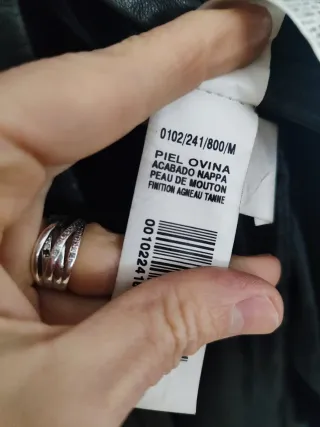 0102/241/800/M
PIEL OVINA
ACABADO NAPPA
PEAU DE MOUTON
FINITION AGNEAU TANNE